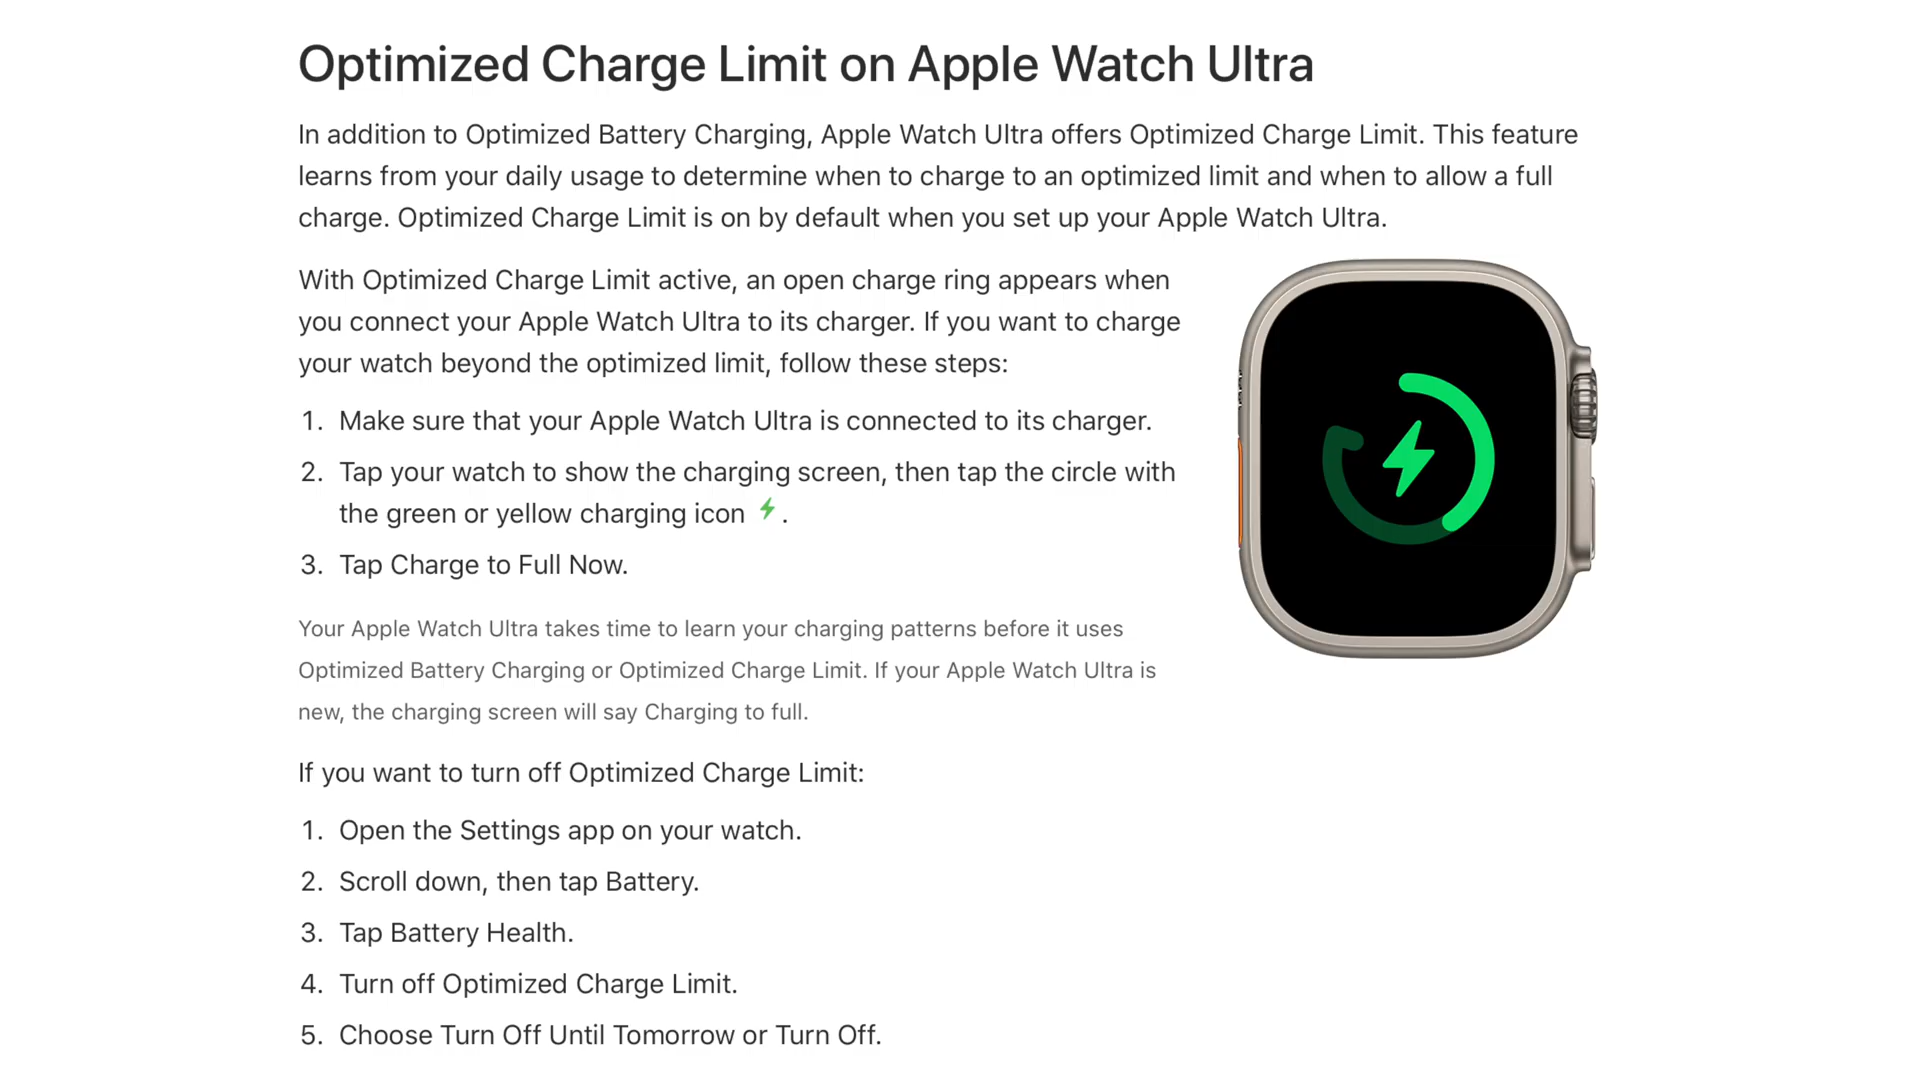 Optimized Charge Limit on Apple Watch Ultra
In addition to Optimized Battery Charging, Apple Watch Ultra offers Optimized Charge Limit. This feature
learns from your daily usage to determine when to charge to an optimized limit and when to allow a full
charge. Optimized Charge Limit is on by default when you set up your Apple Watch Ultra.
With Optimized Charge Limit active, an open charge ring appears when
you connect your Apple Watch Ultra to its charger. If you want to charge
your watch beyond the optimized limit, follow these steps:
1. Make sure that your Apple Watch Ultra is connected to its charger.
2. Tap your watch to show the charging screen, then tap the circle with
the green or yellow charging icon .
3. Tap Charge to Full Now.
Your Apple Watch Ultra takes time to learn your charging patterns before it uses
Optimized Battery Charging or Optimized Charge Limit. If your Apple Watch Ultra is
new, the charging screen will say Charging to full.
If you want to turn off Optimized Charge Limit:
1. Open the Settings app on your watch.
2. Scroll down, then tap Battery.
3. Tap Battery Health.
4. Turn off Optimized Charge Limit.
5. Choose Turn Off Until Tomorrow or Turn Off.